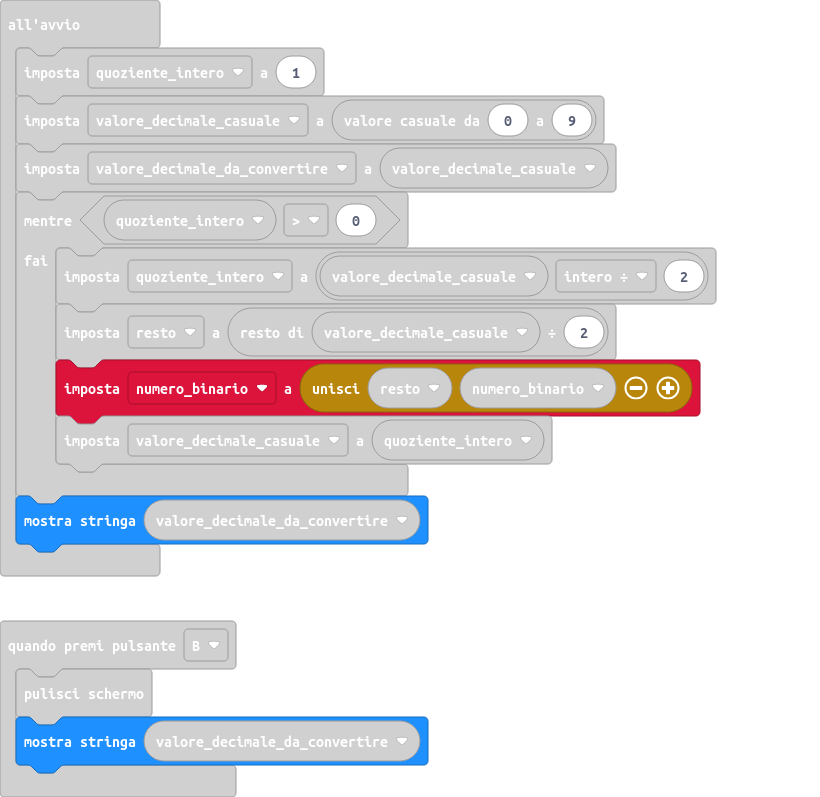 all'avvio
imposta quoziente_intero a 1
imposta valore_decimale_casuale a valore casuale da 0 a 9
imposta valore_decimale_da_convertire a valore_decimale_casuale
mentre quoziente_intero > 0
fai
imposta quoziente_intero a valore_decimale_casuale intero ÷ 2
imposta resto a resto di valore_decimale_casuale ÷ 2
imposta numero_binario a unisci resto numero_binario
imposta valore_decimale_casuale a quoziente_intero
mostra stringa valore_decimale_da_convertire
quando premi pulsante B
pulisci schermo
mostra stringa valore_decimale_da_convertire